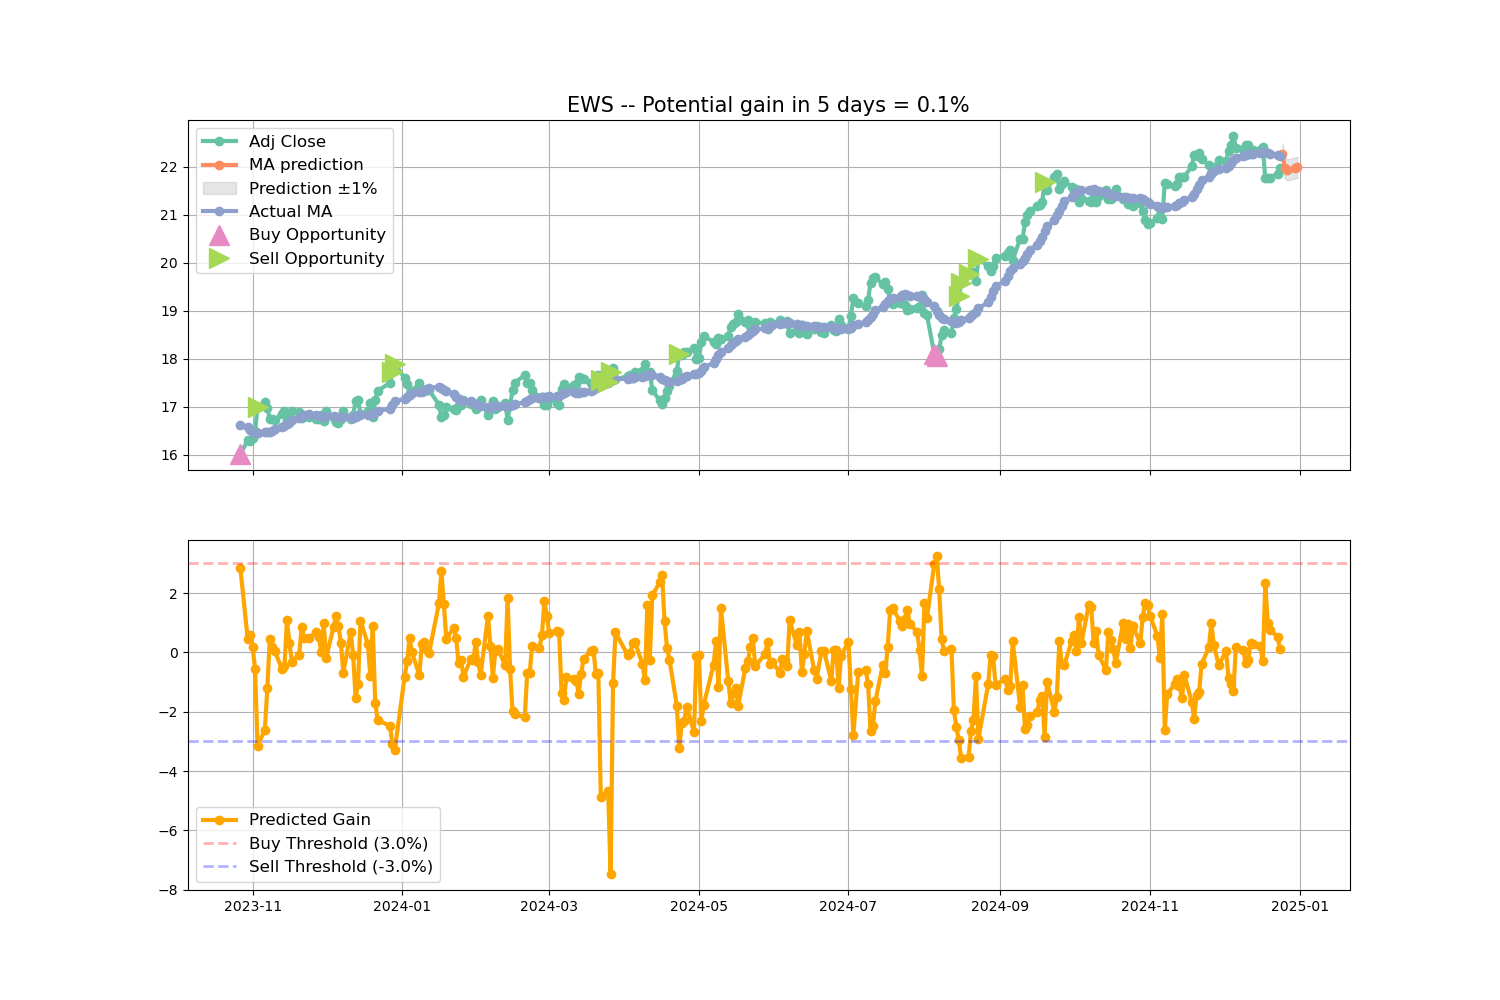 EWS -- Potential gain in 5 days = 0.1%
Adj Close
MA prediction
Prediction ±1%
Actual MA
Buy Opportunity
Sell Opportunity
22
21
20
19
18
17
16
2
0
−2
−4
−6
−8
Predicted Gain
Buy Threshold (3.0%)
Sell Threshold (-3.0%)
2023-11 2024-01 2024-03 2024-05 2024-07 2024-09 2024-11 2025-01